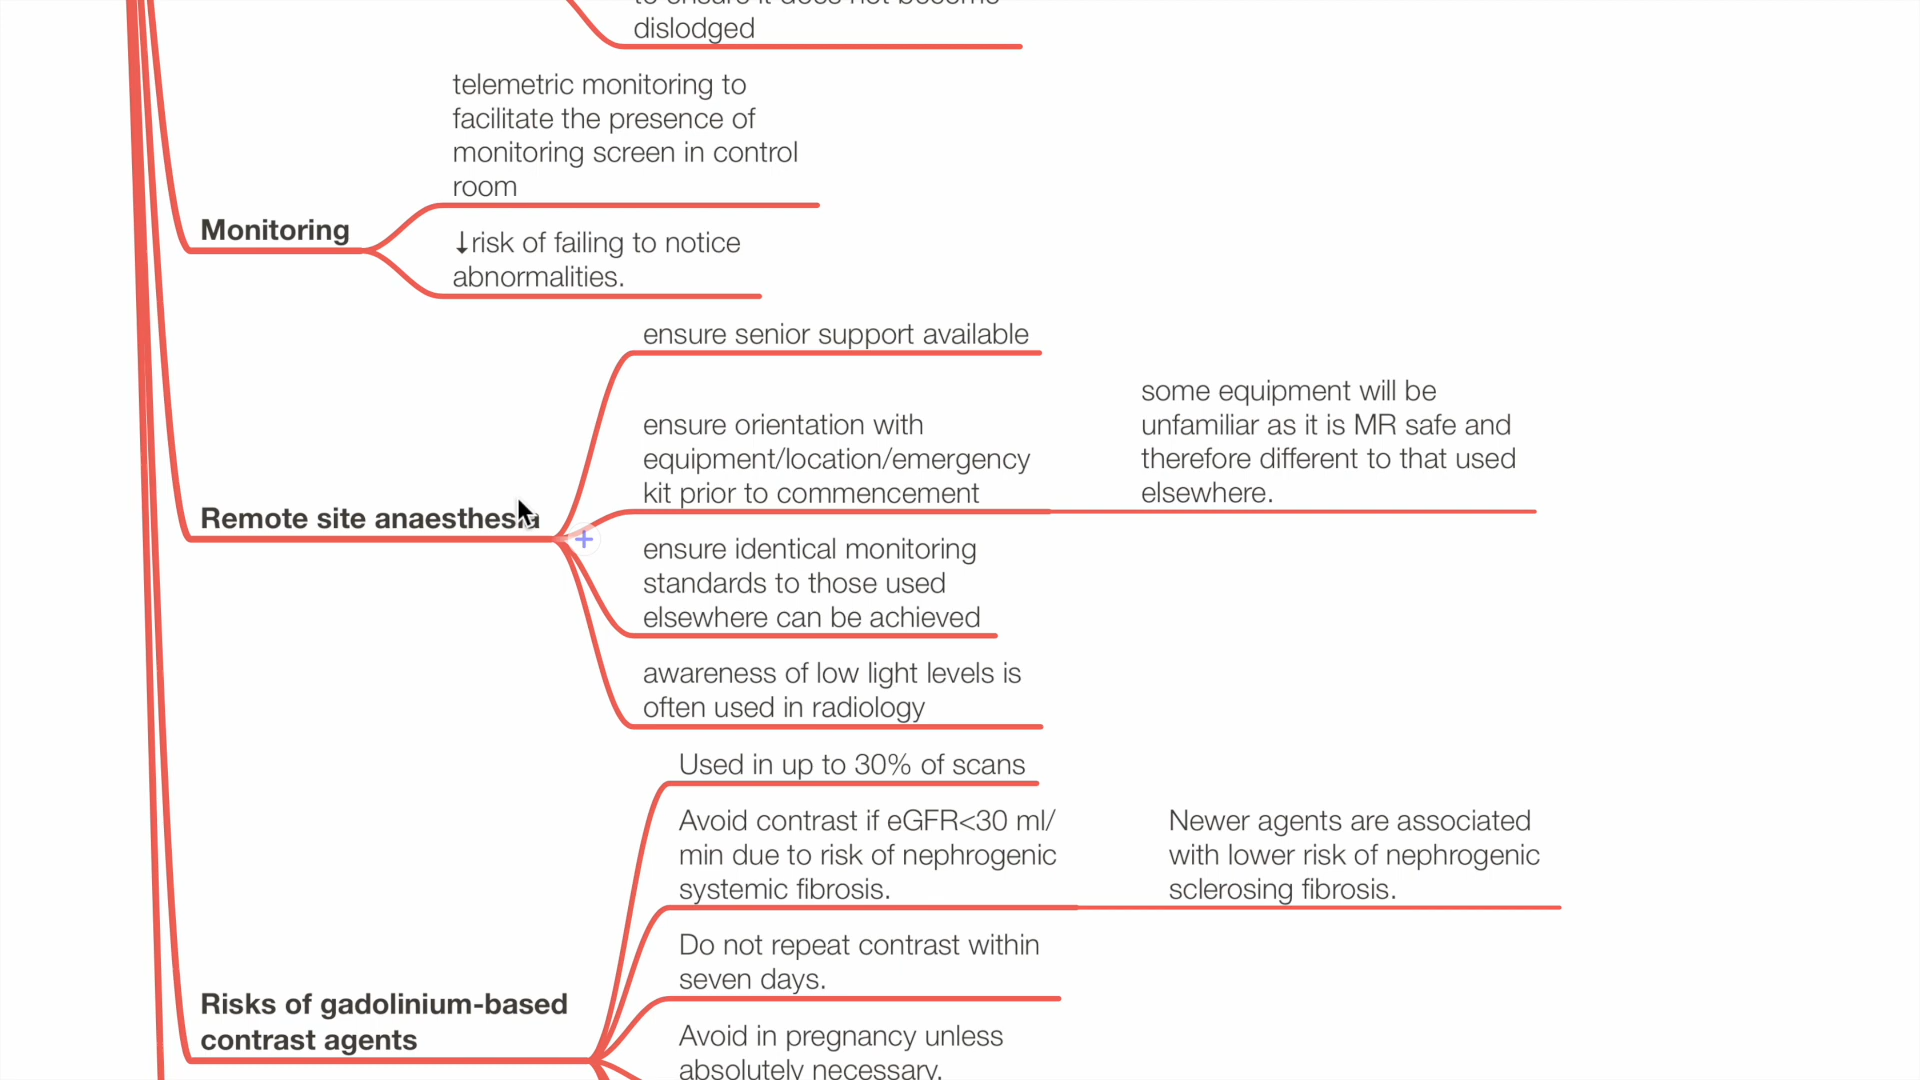 to ensure it does not become
dislodged
telemetric monitoring to
facilitate the presence of
monitoring screen in control
room
Monitoring
↓risk of failing to notice
abnormalities.
ensure senior support available
ensure orientation with
equipment/location/emergency
kit prior to commencement
some equipment will be
unfamiliar as it is MR safe and
therefore different to that used
elsewhere.
Remote site anaesthesia
ensure identical monitoring
standards to those used
elsewhere can be achieved
awareness of low light levels is
often used in radiology
Used in up to 30% of scans
Avoid contrast if eGFR<30 ml/
min due to risk of nephrogenic
systemic fibrosis.
Newer agents are associated
with lower risk of nephrogenic
sclerosing fibrosis.
Do not repeat contrast within
seven days.
Risks of gadolinium-based
contrast agents
Avoid in pregnancy unless
absolutely necessary.